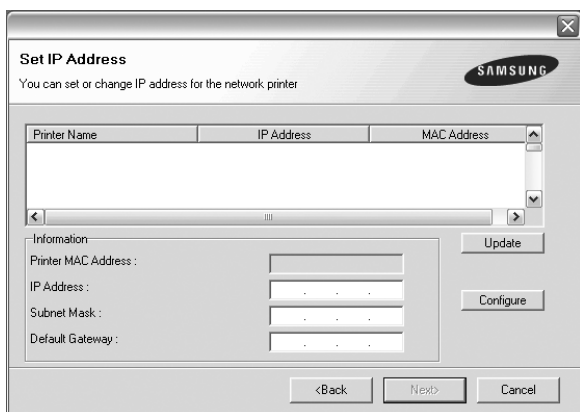 Set IP Address
You can set or change IP address for the network printer
SAMSUNG
Printer Name IP Address MAC Address
Information
Update
Printer MAC Address :
IP Address :
Configure
Subnet Mask :
Default Gateway :
<Back Next> Cancel